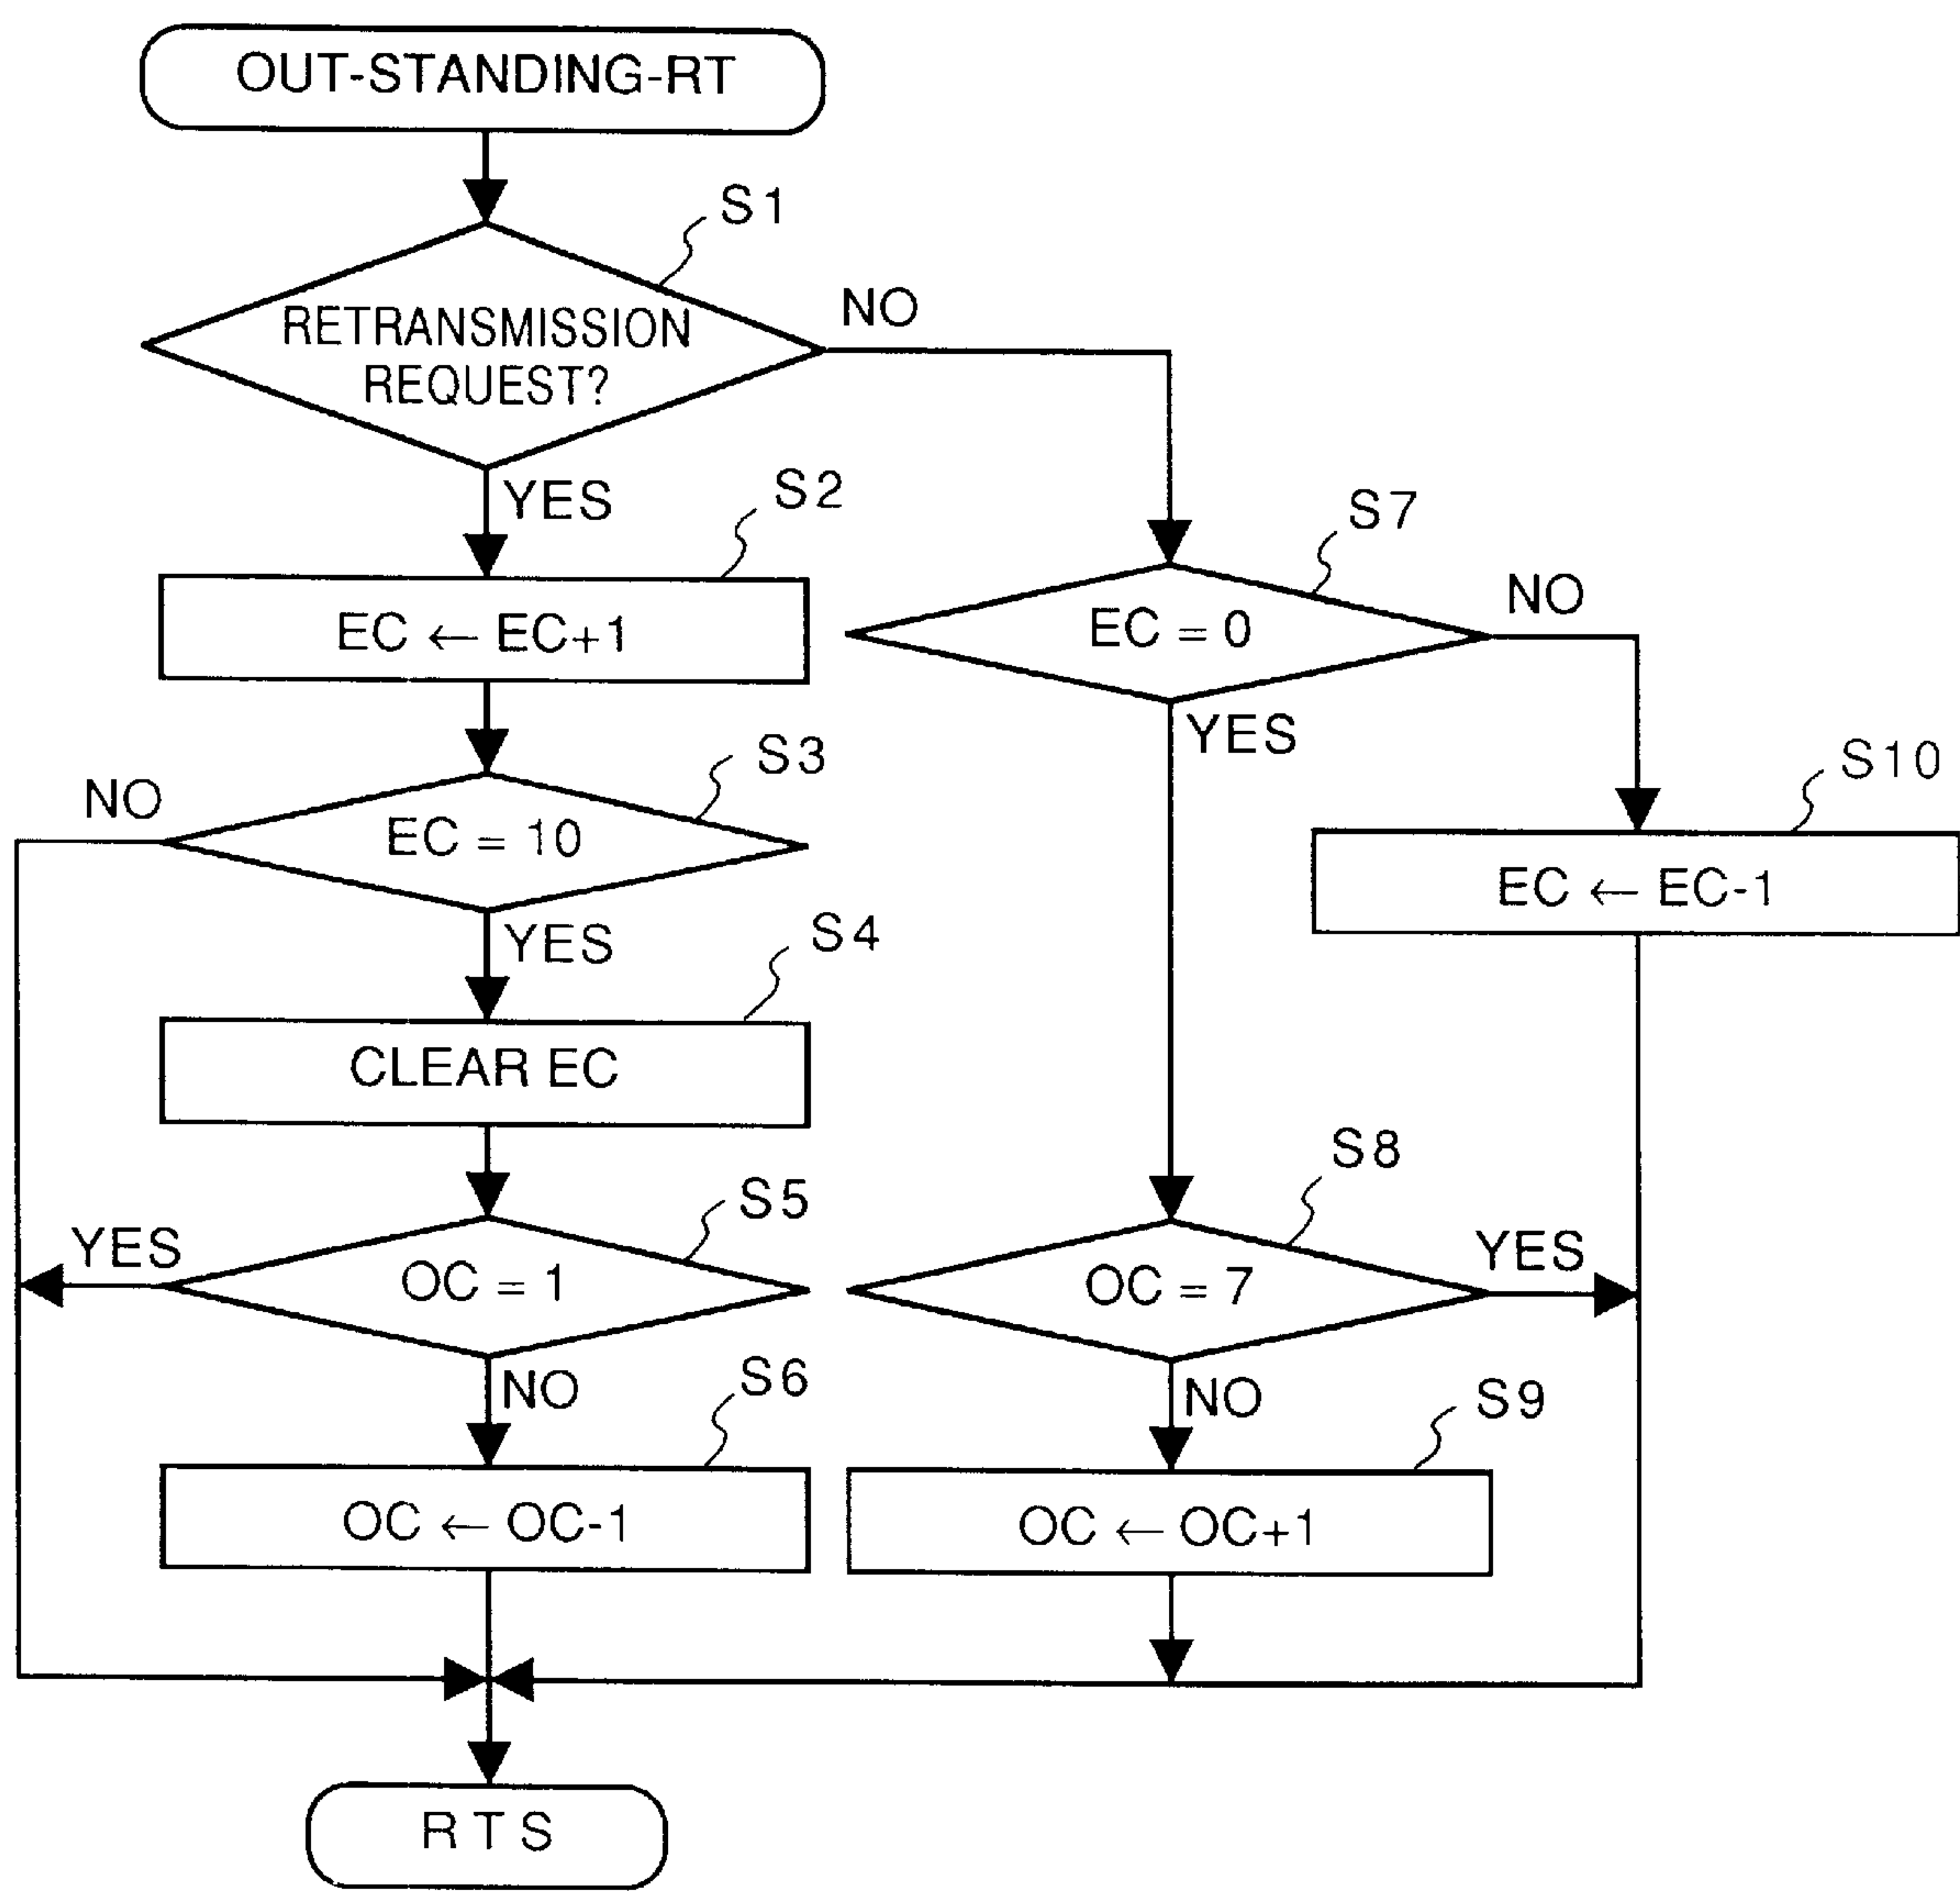 OUT-STANDING-RT
S1
RETRANSMISSION
REQUEST?
NO
YES
S2
EC ← EC+1
S3
EC = 10
NO
YES
S4
CLEAR EC
S5
OC = 1
YES
NO
S6
OC ← OC-1
S7
EC = 0
NO
YES
S10
EC ← EC-1
S8
OC = 7
YES
NO
S9
OC ← OC+1
RTS